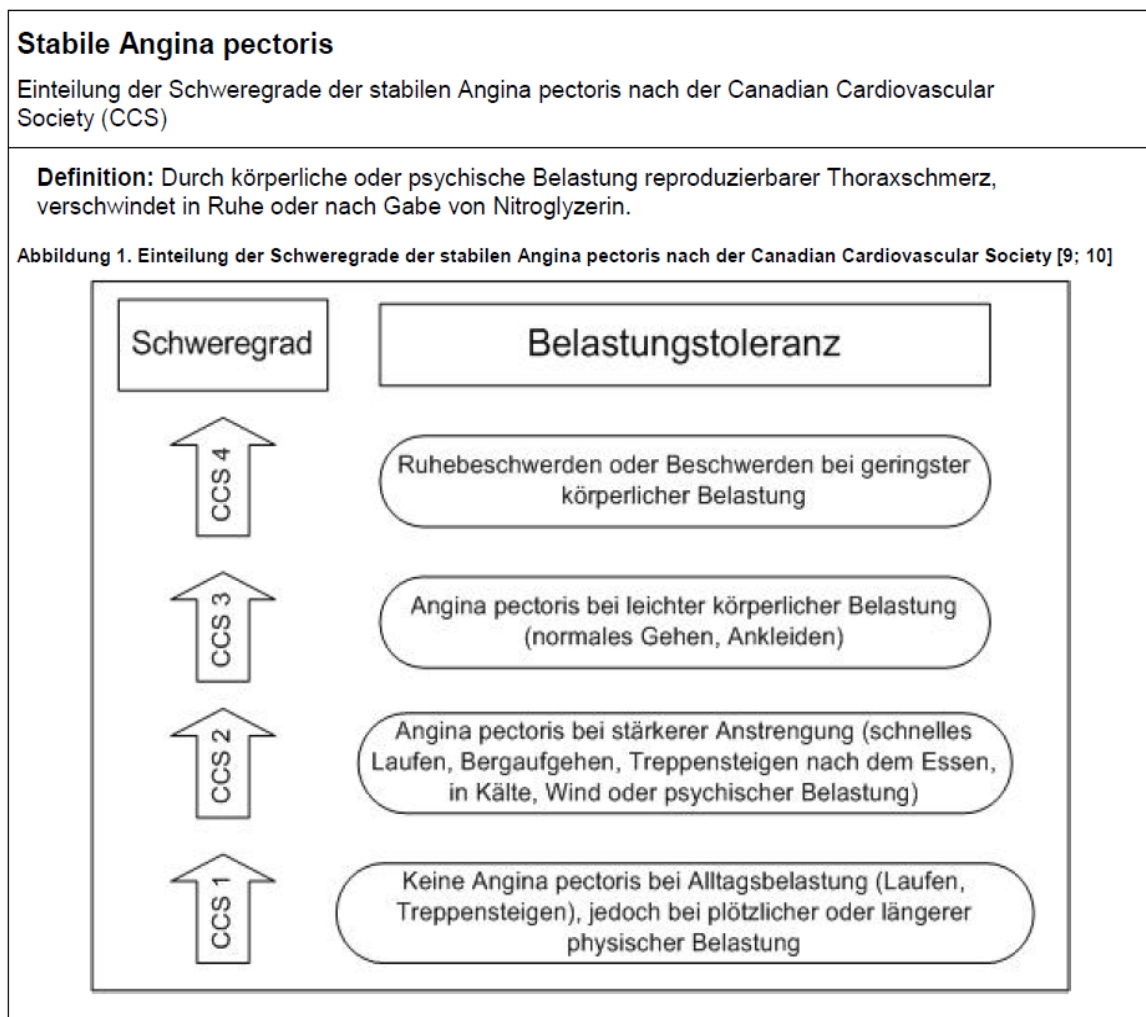 Stabile Angina pectoris
Einteilung der Schweregrade der stabilen Angina pectoris nach der Canadian Cardiovascular
Society (CCS)
Definition: Durch körperliche oder psychische Belastung reproduzierbarer Thoraxschmerz,
verschwindet in Ruhe oder nach Gabe von Nitroglyzerin.
Abbildung 1. Einteilung der Schweregrade der stabilen Angina pectoris nach der Canadian Cardiovascular Society [9; 10]
Schweregrad
Belastungstoleranz
CCS 4
Ruhebeschwerden oder Beschwerden bei geringster
körperlicher Belastung
CCS 3
Angina pectoris bei leichter körperlicher Belastung
(normales Gehen, Ankleiden)
CCS 2
Angina pectoris bei stärkerer Anstrengung (schnelles
Laufen, Bergaufgehen, Treppensteigen nach dem Essen,
in Kälte, Wind oder psychischer Belastung)
CCS 1
Keine Angina pectoris bei Alltagsbelastung (Laufen,
Treppensteigen), jedoch bei plötzlicher oder längerer
physischer Belastung